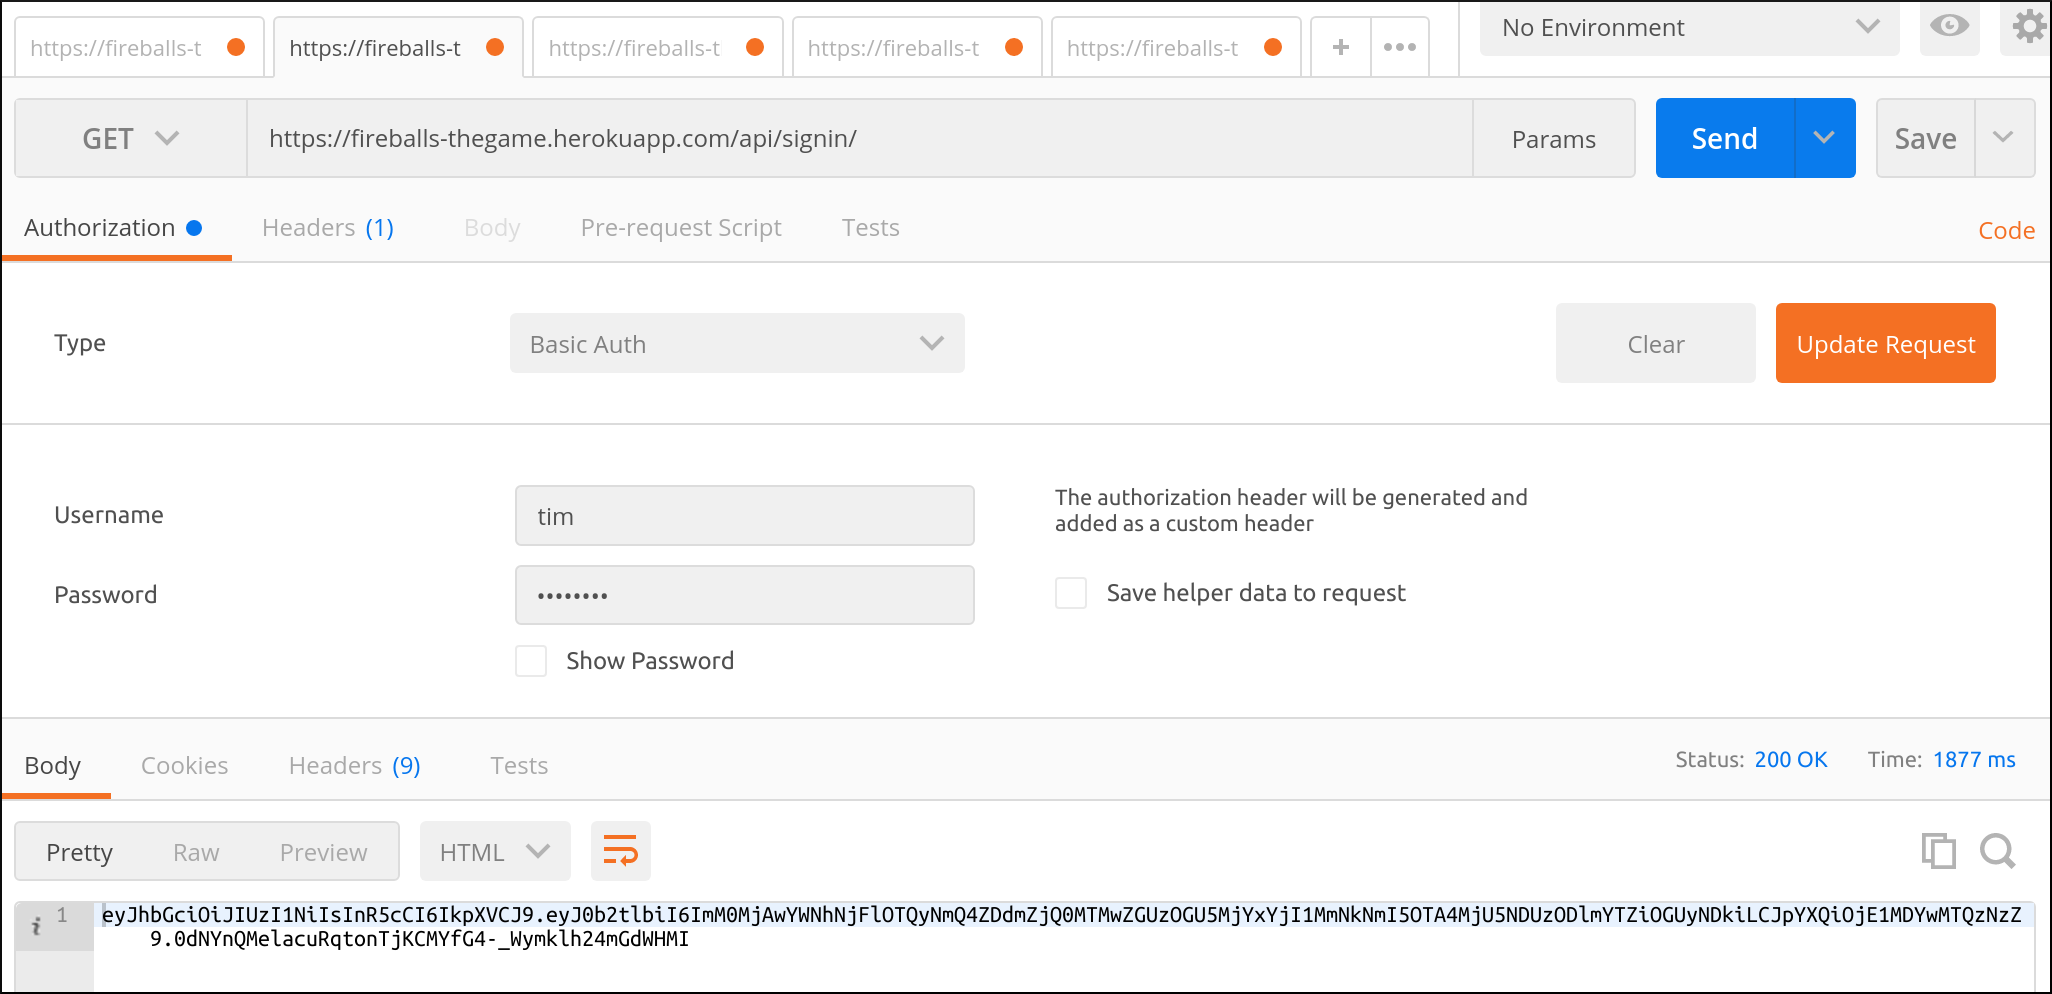 https://fireballs-t https://fireballs-t https://fireballs-t https://fireballs-t https://fireballs-t + ••• No Environment
GET https://fireballs-thegame.herokuapp.com/api/signin/ Params Send Save
Authorization Headers (1) Body Pre-request Script Tests Code
Type Basic Auth Clear Update Request
Username tim The authorization header will be generated and
added as a custom header
Password •••••••• Save helper data to request
Show Password
Body Cookies Headers (9) Tests Status: 200 OK Time: 1877 ms
Pretty Raw Preview HTML
i 1 eyJhbGciOiJIUzI1NiIsInR5cCI6IkpXVCJ9.eyJ0b2tlbiI6ImM0MjAwYWNhNjFlOTQyNmQ4ZDdmZjQ0MTMwZGUzOGU5MjYxYjI1MmNkNmI5OTA4MjU5NDUzODlmYTZiOGUyNDkiLCJpYXQiOjE1MDYwMTQzNzZ
9.0dNYnQMelacuRqtonTjKCMYfG4-_Wymklh24mGdWHMI